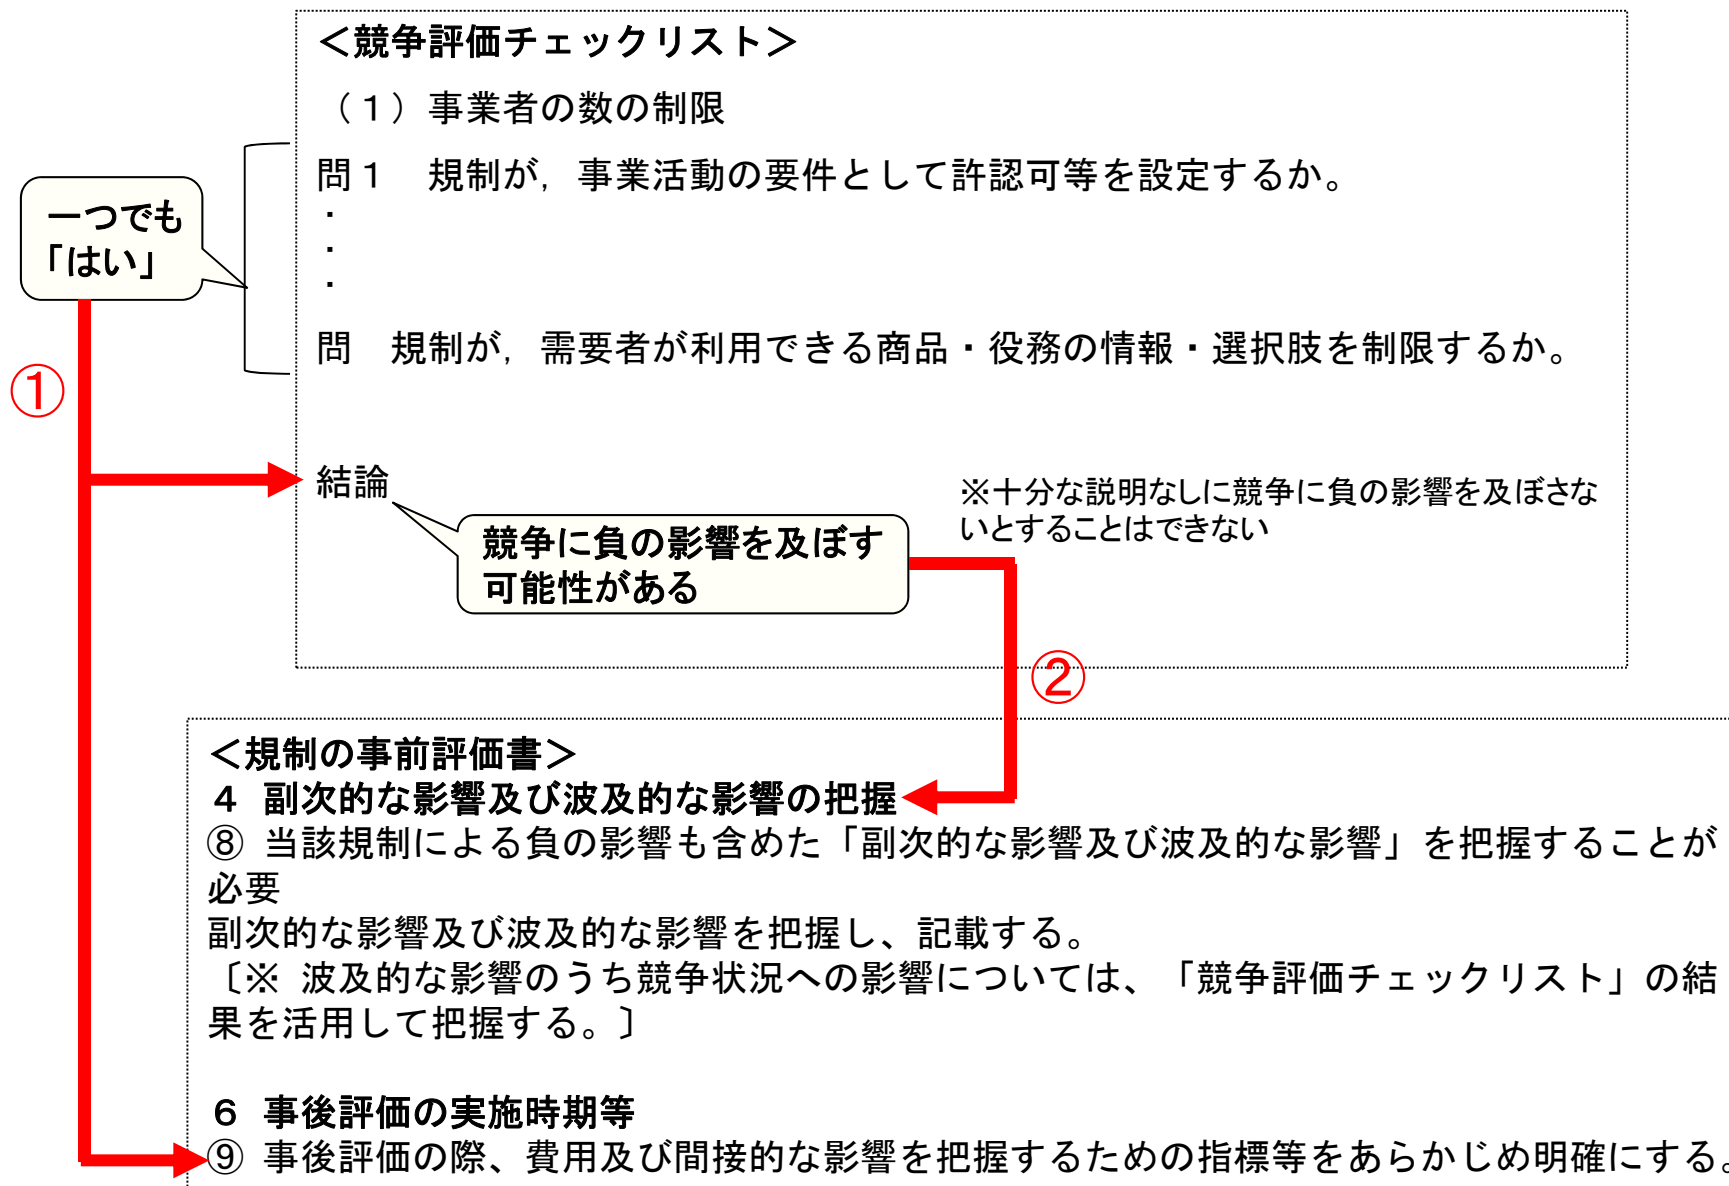 ＜競争評価チェックリスト＞
（１）事業者の数の制限
問１　規制が，事業活動の要件として許認可等を設定するか。
・
・
・
一つでも
「はい」
問　規制が，需要者が利用できる商品・役務の情報・選択肢を制限するか。
①
結論
※十分な説明なしに競争に負の影響を及ぼさな
いとすることはできない
競争に負の影響を及ぼす
可能性がある
②
＜規制の事前評価書＞
４ 副次的な影響及び波及的な影響の把握
⑧ 当該規制による負の影響も含めた「副次的な影響及び波及的な影響」を把握することが
必要
副次的な影響及び波及的な影響を把握し、記載する。
〔※ 波及的な影響のうち競争状況への影響については、「競争評価チェックリスト」の結
果を活用して把握する。〕
６ 事後評価の実施時期等
⑨ 事後評価の際、費用及び間接的な影響を把握するための指標等をあらかじめ明確にする。